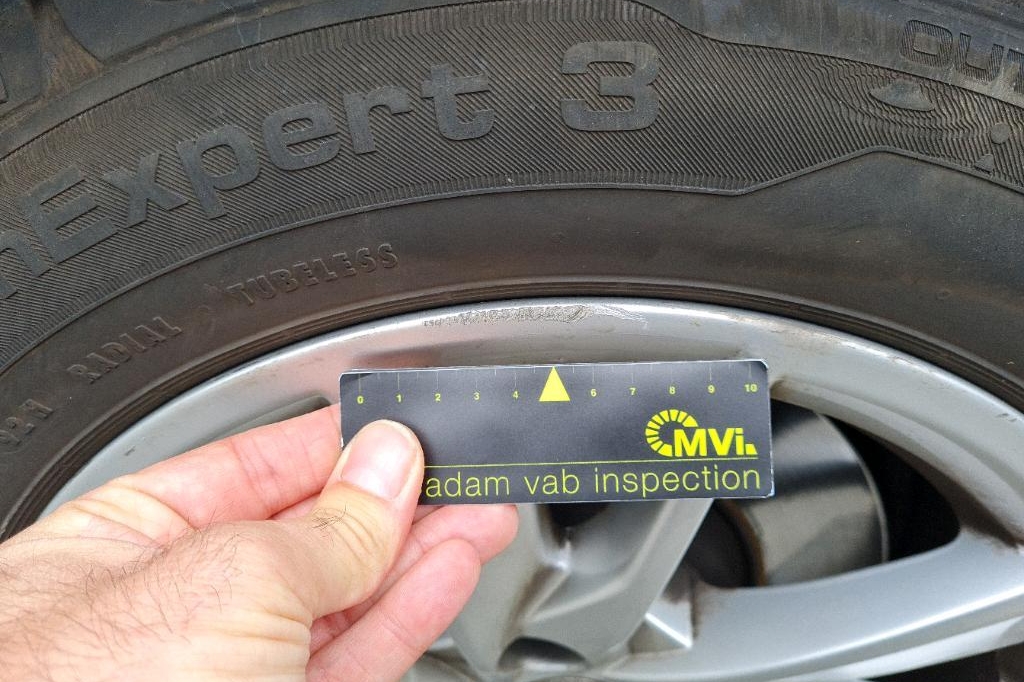 Expert 3
OUT
RADIAL TUBELESS
92H
0 1 2 3 4 6 7 8 9 10
MVi
adam vab inspection